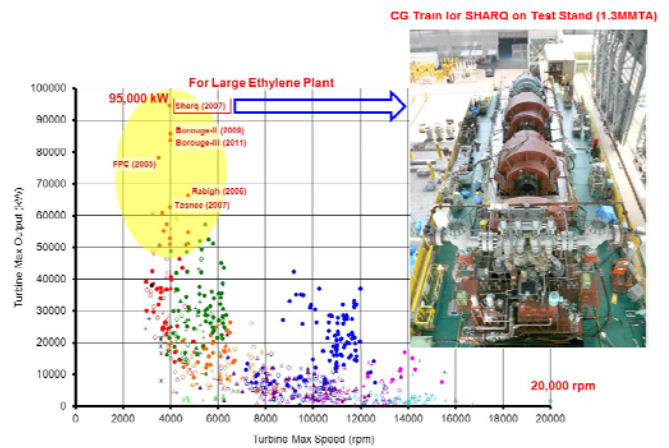 CG Train for SHARQ on Test Stand (1.3MMTA)
For Large Ethylene Plant
95,000 kW
Sharq (2007)
Borouge-II (2009)
Borouge-III (2011)
FPC (2005)
Rabigh (2006)
Tasnee (2007)
20,000 rpm
Turbine Max Output (kW)
100000
90000
80000
70000
60000
50000
40000
30000
20000
10000
0
0
2000
4000
6000
8000
10000
12000
14000
16000
18000
20000
Turbine Max Speed (rpm)